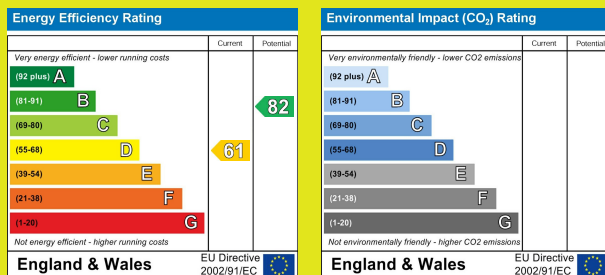 Energy Efficiency Rating
Current Potential
Very energy efficient - lower running costs
(92 plus) A
(81-91) B
82
(69-80) C
(55-68) D
61
(39-54) E
(21-38) F
(1-20) G
Not energy efficient - higher running costs
England & Wales
EU Directive
2002/91/EC
Environmental Impact (CO2) Rating
Current Potential
Very environmentally friendly - lower CO2 emissions
(92 plus) A
(81-91) B
(69-80) C
(55-68) D
(39-54) E
(21-38) F
(1-20) G
Not environmentally friendly - higher CO2 emissions
England & Wales
EU Directive
2002/91/EC